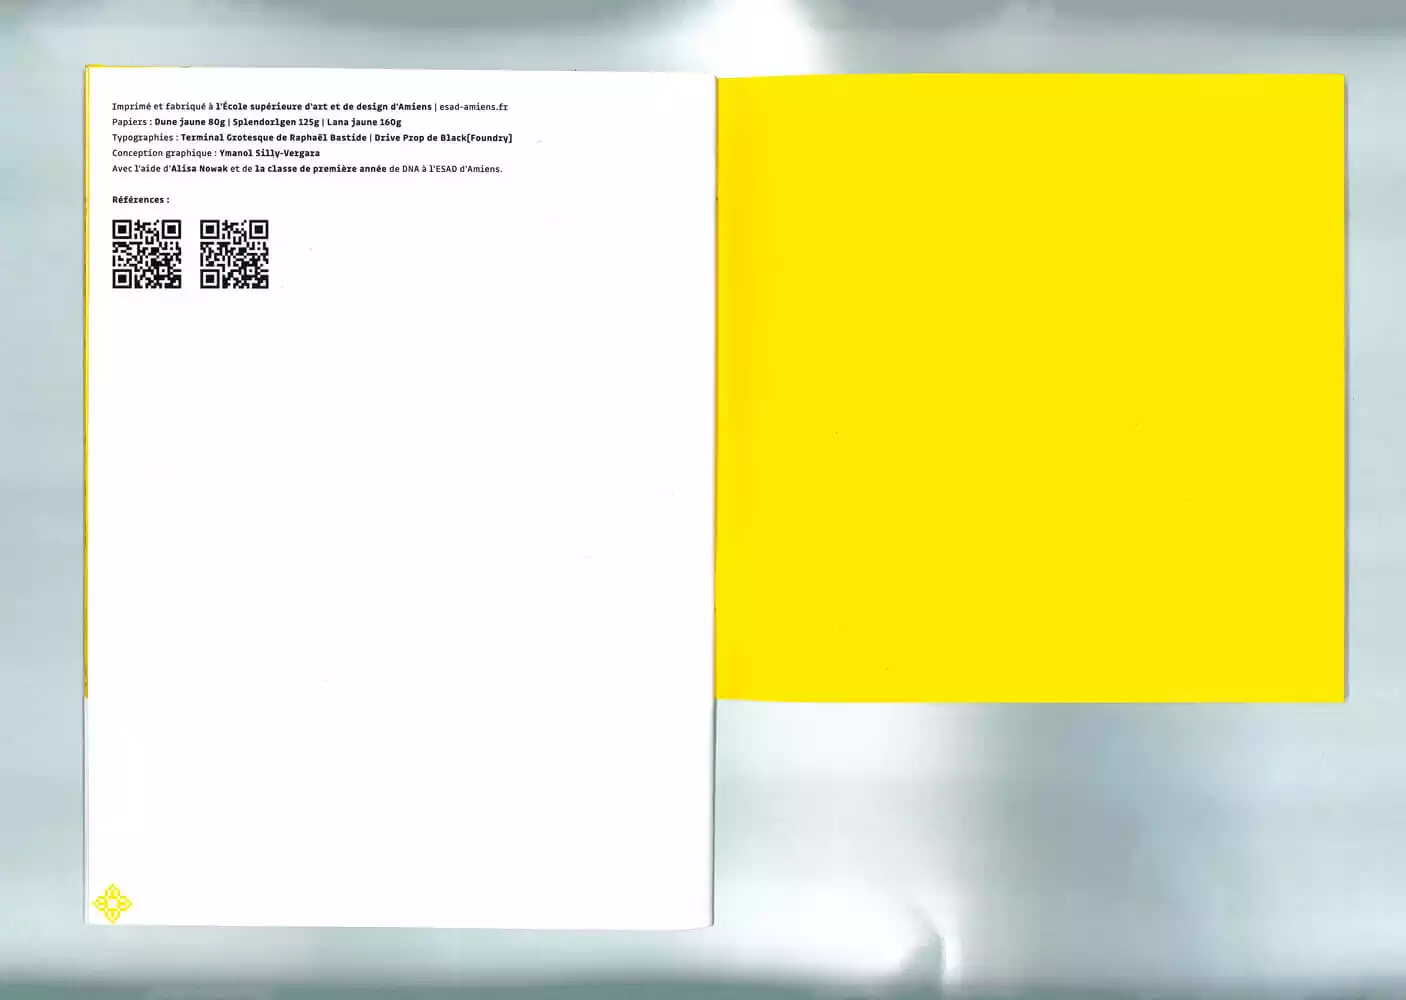 Imprimé et fabriqué à l'École supérieure d'art et de design d'Amiens | esad-amiens.fr
Papiers : Dune jaune 80g | Splendorlgen 125g | Lana jaune 160g
Typographies : Terminal Grotesque de Raphaël Bastide | Drive Prop de Black[Foundry]
Conception graphique : Ymanol Silly-Vergara
Avec l'aide d'Alisa Nowak et de la classe de première année de DNA à l'ESAD d'Amiens.
Références :